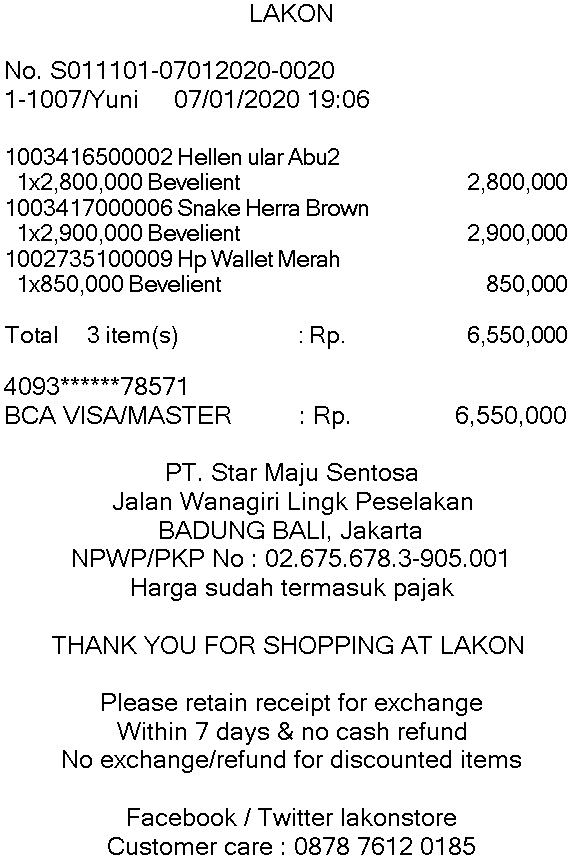 LAKON
No. S011101-07012020-0020
1-1007/Yuni 07/01/2020 19:06
1003416500002 Hellen ular Abu2
1x2,800,000 Bevelient 2,800,000
1003417000006 Snake Herra Brown
1x2,900,000 Bevelient 2,900,000
1002735100009 Hp Wallet Merah
1x850,000 Bevelient 850,000
Total 3 item(s) : Rp. 6,550,000
4093******78571
BCA VISA/MASTER : Rp. 6,550,000
PT. Star Maju Sentosa
Jalan Wanagiri Lingk Peselakan
BADUNG BALI, Jakarta
NPWP/PKP No : 02.675.678.3-905.001
Harga sudah termasuk pajak
THANK YOU FOR SHOPPING AT LAKON
Please retain receipt for exchange
Within 7 days & no cash refund
No exchange/refund for discounted items
Facebook / Twitter lakonstore
Customer care : 0878 7612 0185